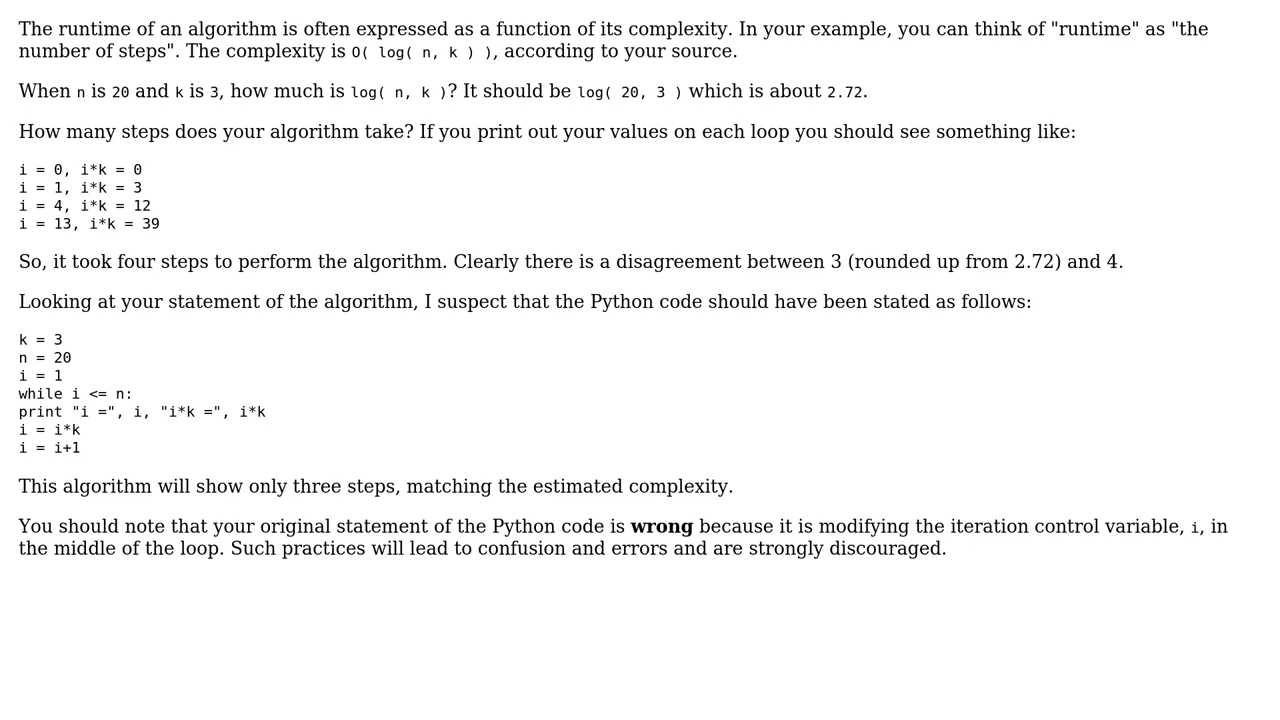 The runtime of an algorithm is often expressed as a function of its complexity. In your example, you can think of "runtime" as "the
number of steps". The complexity is O( log( n, k ) ), according to your source.
When n is 20 and k is 3, how much is log( n, k )? It should be log( 20, 3 ) which is about 2.72.
How many steps does your algorithm take? If you print out your values on each loop you should see something like:
i = 0, i*k = 0
i = 1, i*k = 3
i = 4, i*k = 12
i = 13, i*k = 39
So, it took four steps to perform the algorithm. Clearly there is a disagreement between 3 (rounded up from 2.72) and 4.
Looking at your statement of the algorithm, I suspect that the Python code should have been stated as follows:
k = 3
n = 20
i = 1
while i <= n:
print "i =", i, "i*k =", i*k
i = i*k
i = i+1
This algorithm will show only three steps, matching the estimated complexity.
You should note that your original statement of the Python code is wrong because it is modifying the iteration control variable, i, in
the middle of the loop. Such practices will lead to confusion and errors and are strongly discouraged.